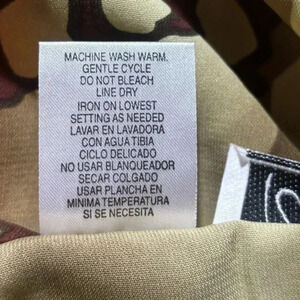 MACHINE WASH WARM.
GENTLE CYCLE
DO NOT BLEACH
LINE DRY
IRON ON LOWEST
SETTING AS NEEDED
LAVAR EN LAVADORA
CON AGUA TIBIA
CICLO DELICADO
NO USAR BLANQUEADOR
SECAR COLGADO
USAR PLANCHA EN
MINIMA TEMPERATURA
SI SE NECESITA